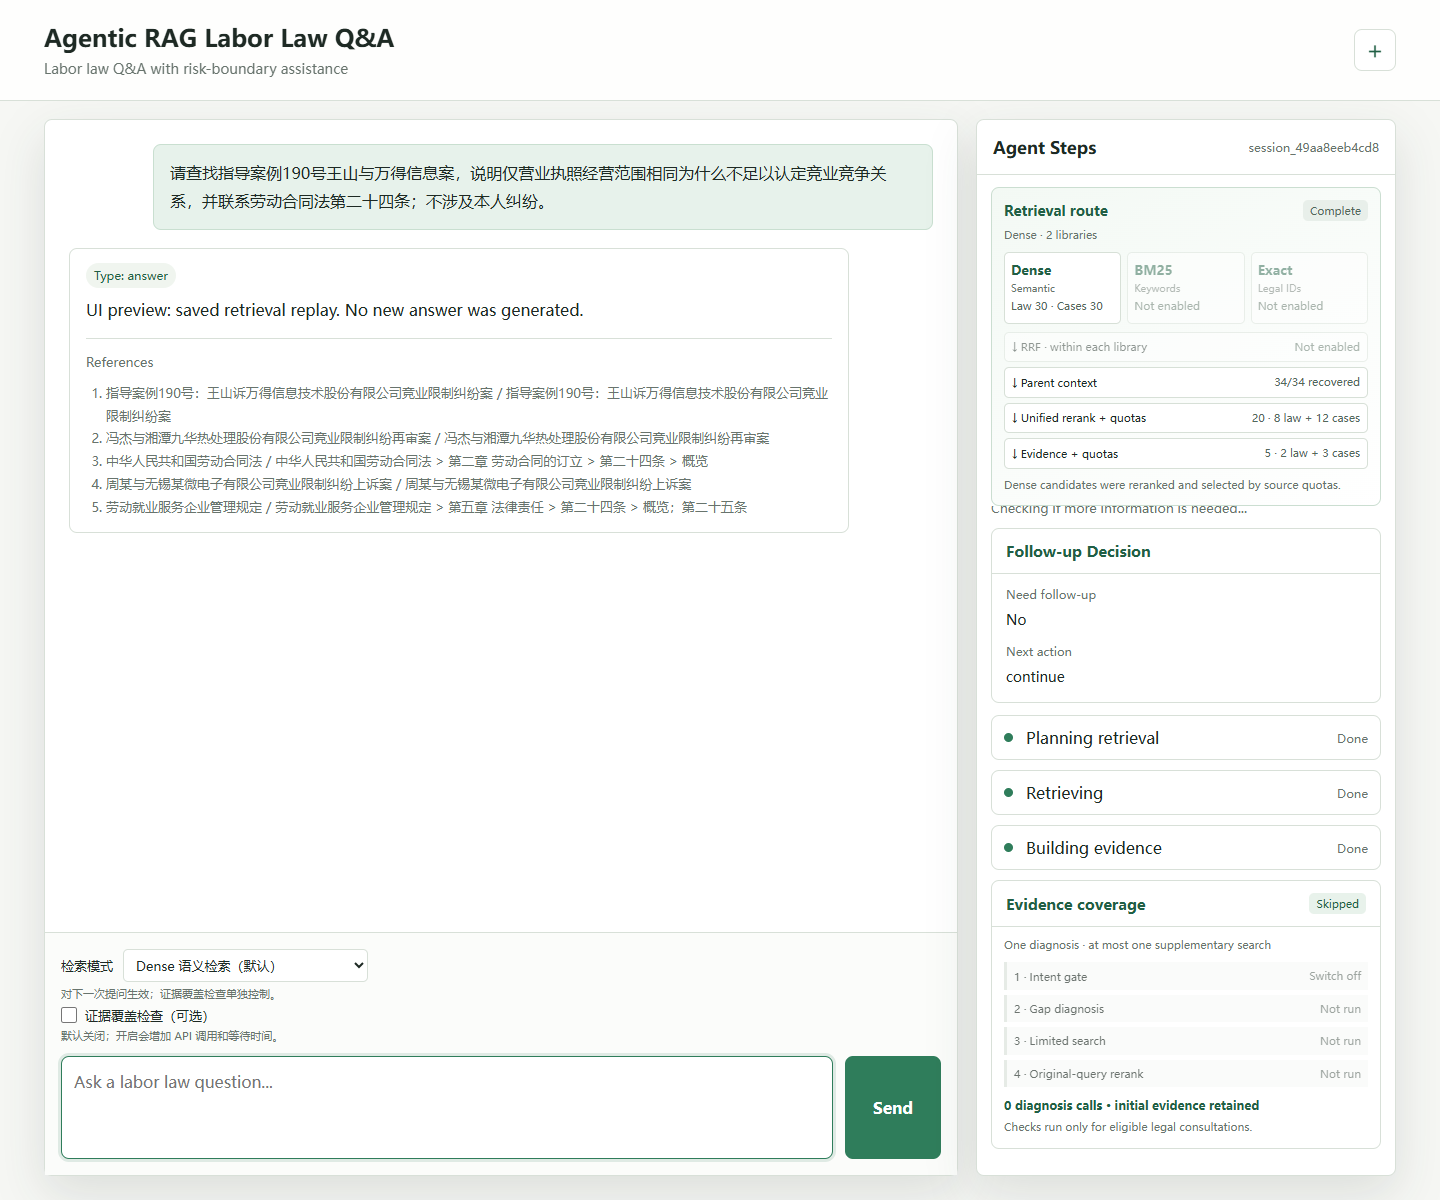 Agentic RAG Labor Law Q&A
Labor law Q&A with risk-boundary assistance
+
请查找指导案例190号王山与万得信息案，说明仅营业执照经营范围相同为什么不足以认定竞业竞争关
系，并联系劳动合同法第二十四条；不涉及本人纠纷。
Type: answer
UI preview: saved retrieval replay. No new answer was generated.
References
1. 指导案例190号：王山诉万得信息技术股份有限公司竞业限制纠纷案 / 指导案例190号：王山诉万得信息技术股份有限公司竞业
限制纠纷案
2. 冯杰与湘潭九华热处理股份有限公司竞业限制纠纷再审案 / 冯杰与湘潭九华热处理股份有限公司竞业限制纠纷再审案
3. 中华人民共和国劳动合同法 / 中华人民共和国劳动合同法 > 第二章 劳动合同的订立 > 第二十四条 > 概览
4. 周某与无锡某微电子有限公司竞业限制纠纷上诉案 / 周某与无锡某微电子有限公司竞业限制纠纷上诉案
5. 劳动就业服务企业管理规定 / 劳动就业服务企业管理规定 > 第五章 法律责任 > 第二十四条 > 概览；第二十五条
检索模式 Dense 语义检索（默认）
对下一次提问生效；证据覆盖检查单独控制。
证据覆盖检查（可选）
默认关闭；开启会增加 API 调用和等待时间。
Ask a labor law question...
Send
Agent Steps session_49aa8eeb4cd8
Retrieval route Complete
Dense · 2 libraries
Dense
Semantic
Law 30 · Cases 30
BM25
Keywords
Not enabled
Exact
Legal IDs
Not enabled
↓ RRF · within each library Not enabled
↓ Parent context 34/34 recovered
↓ Unified rerank + quotas 20 · 8 law + 12 cases
↓ Evidence + quotas 5 · 2 law + 3 cases
Dense candidates were reranked and selected by source quotas.
Checking if more information is needed...
Follow-up Decision
Need follow-up
No
Next action
continue
Planning retrieval Done
Retrieving Done
Building evidence Done
Evidence coverage Skipped
One diagnosis · at most one supplementary search
1 · Intent gate Switch off
2 · Gap diagnosis Not run
3 · Limited search Not run
4 · Original-query rerank Not run
0 diagnosis calls • initial evidence retained
Checks run only for eligible legal consultations.